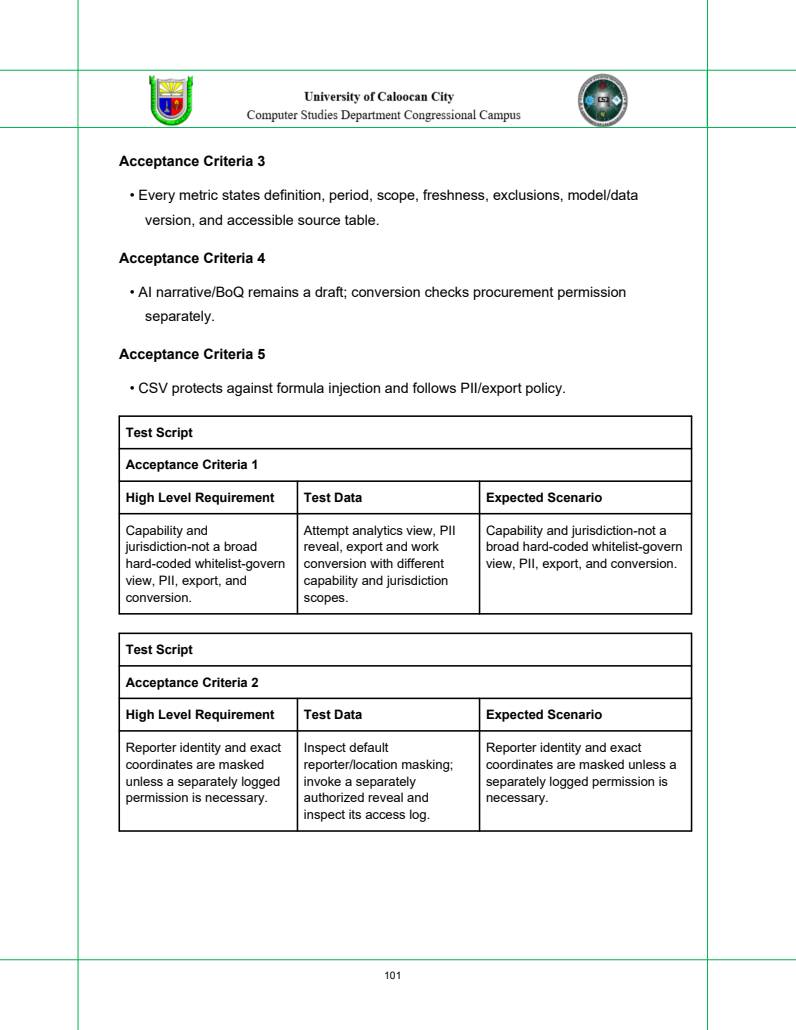 University of Caloocan City
Computer Studies Department Congressional Campus
Acceptance Criteria 3
• Every metric states definition, period, scope, freshness, exclusions, model/data
version, and accessible source table.
Acceptance Criteria 4
• AI narrative/BoQ remains a draft; conversion checks procurement permission
separately.
Acceptance Criteria 5
• CSV protects against formula injection and follows PII/export policy.
Test Script
Acceptance Criteria 1
High Level Requirement
Test Data
Expected Scenario
Capability and
jurisdiction-not a broad
hard-coded whitelist-govern
view, PII, export, and
conversion.
Attempt analytics view, PII
reveal, export and work
conversion with different
capability and jurisdiction
scopes.
Capability and jurisdiction-not a
broad hard-coded whitelist-govern
view, PII, export, and conversion.
Test Script
Acceptance Criteria 2
High Level Requirement
Test Data
Expected Scenario
Reporter identity and exact
coordinates are masked
unless a separately logged
permission is necessary.
Inspect default
reporter/location masking;
invoke a separately
authorized reveal and
inspect its access log.
Reporter identity and exact
coordinates are masked unless a
separately logged permission is
necessary.
101